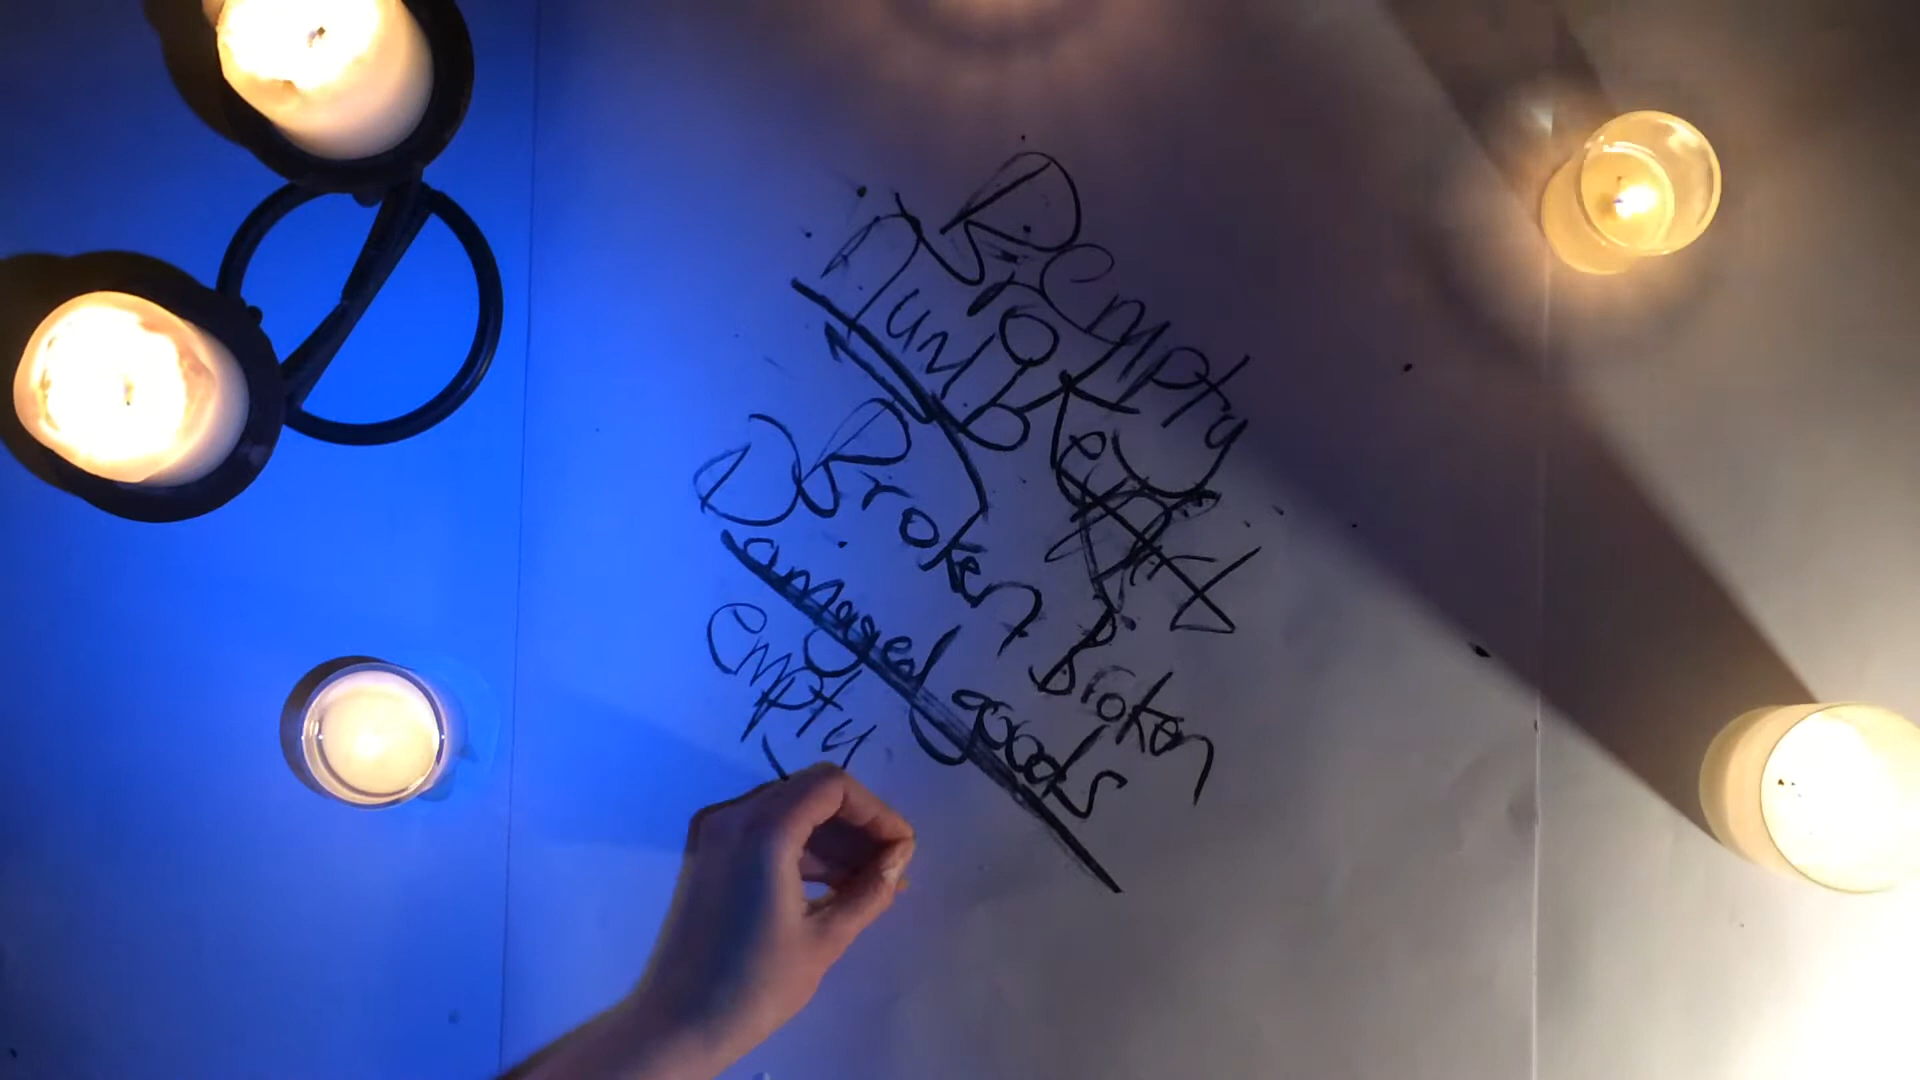 Empty
Broken
Numb
Broken
Broken
Damaged goods
empty